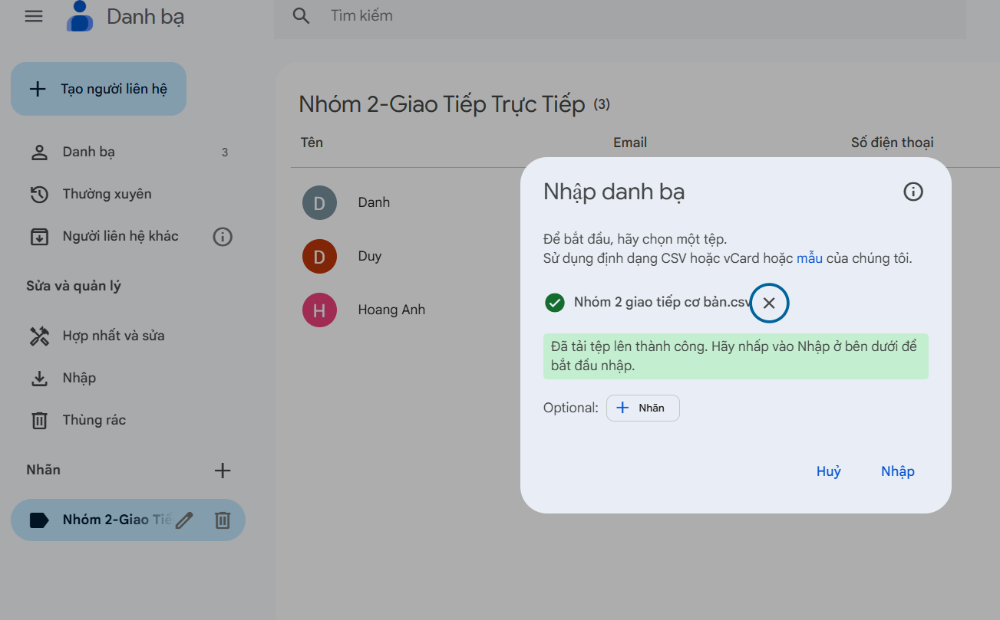 Danh bạ
Tìm kiếm
Tạo người liên hệ
Danh bạ 3
Thường xuyên
Người liên hệ khác
Sửa và quản lý
Hợp nhất và sửa
Nhập
Thùng rác
Nhãn
Nhóm 2-Giao Tiế
Nhóm 2-Giao Tiếp Trực Tiếp (3)
Tên Email Số điện thoại
D Danh
D Duy
H Hoang Anh
Nhập danh bạ
Để bắt đầu, hãy chọn một tệp.
Sử dụng định dạng CSV hoặc vCard hoặc mẫu của chúng tôi.
Nhóm 2 giao tiếp cơ bản.csv
Đã tải tệp lên thành công. Hãy nhấp vào Nhập ở bên dưới để
bắt đầu nhập.
Optional: Nhãn
Huỷ Nhập